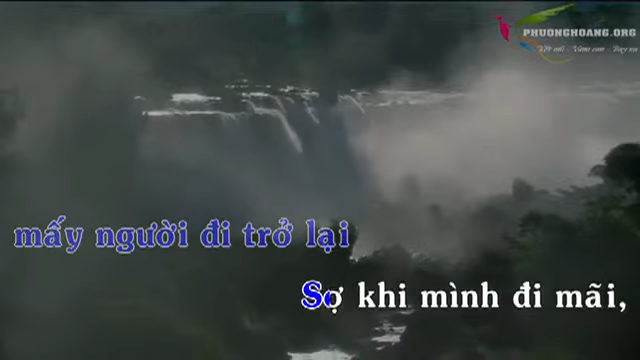 PHUONGHOANG.ORG
mấy người đi trở lại
Sợ khi mình đi mãi,